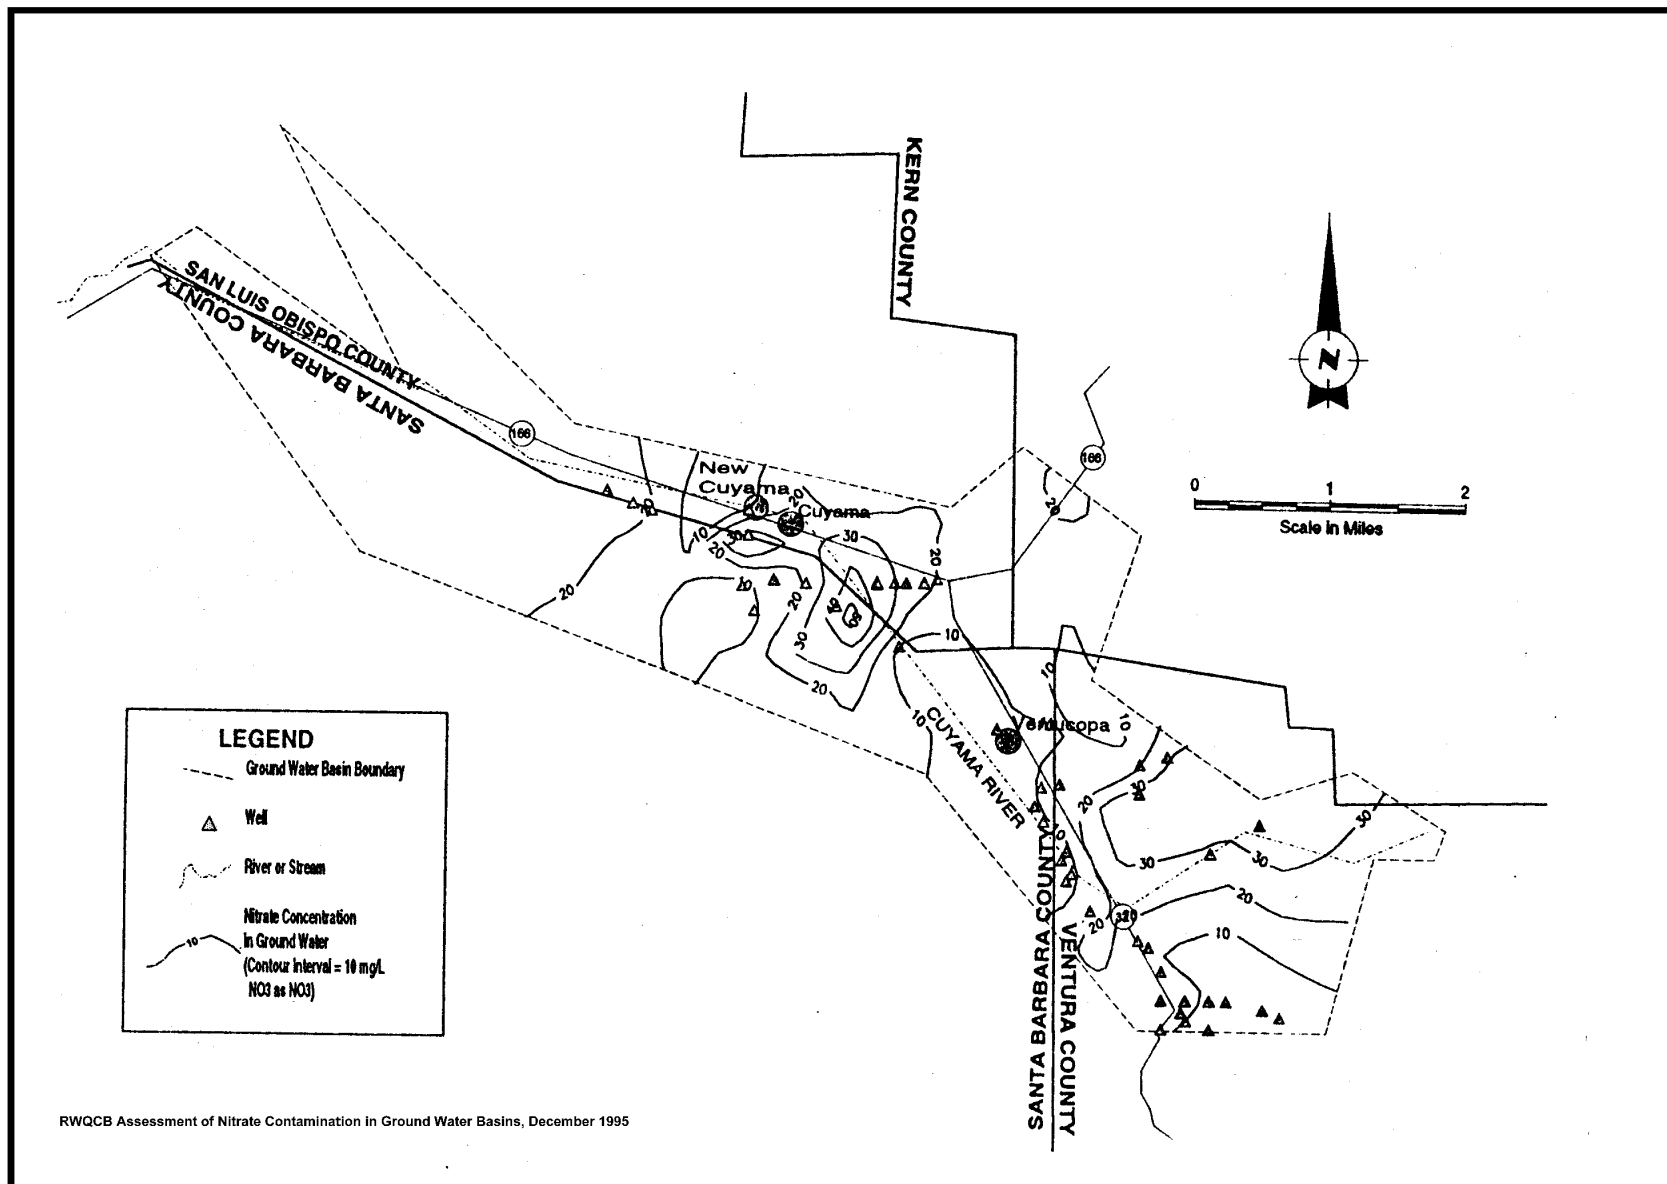 KERN COUNTY
SAN LUIS OBISPO COUNTY
SANTA BARBARA COUNTY
166
166
N
0 1 2
Scale in Miles
New
Cuyama
Cuyama
20
20
10
20
30
30
20
20
10
20
30
20
20
10
10
10
10
CUYAMA RIVER
Ventucopa
20
30
30
30
20
20
10
SANTA BARBARA COUNTY
VENTURA COUNTY
LEGEND
Ground Water Basin Boundary
Well
River or Stream
Nitrate Concentration
in Ground Water
10
(Contour Interval = 10 mg/L
NO3 as NO3)
RWQCB Assessment of Nitrate Contamination in Ground Water Basins, December 1995